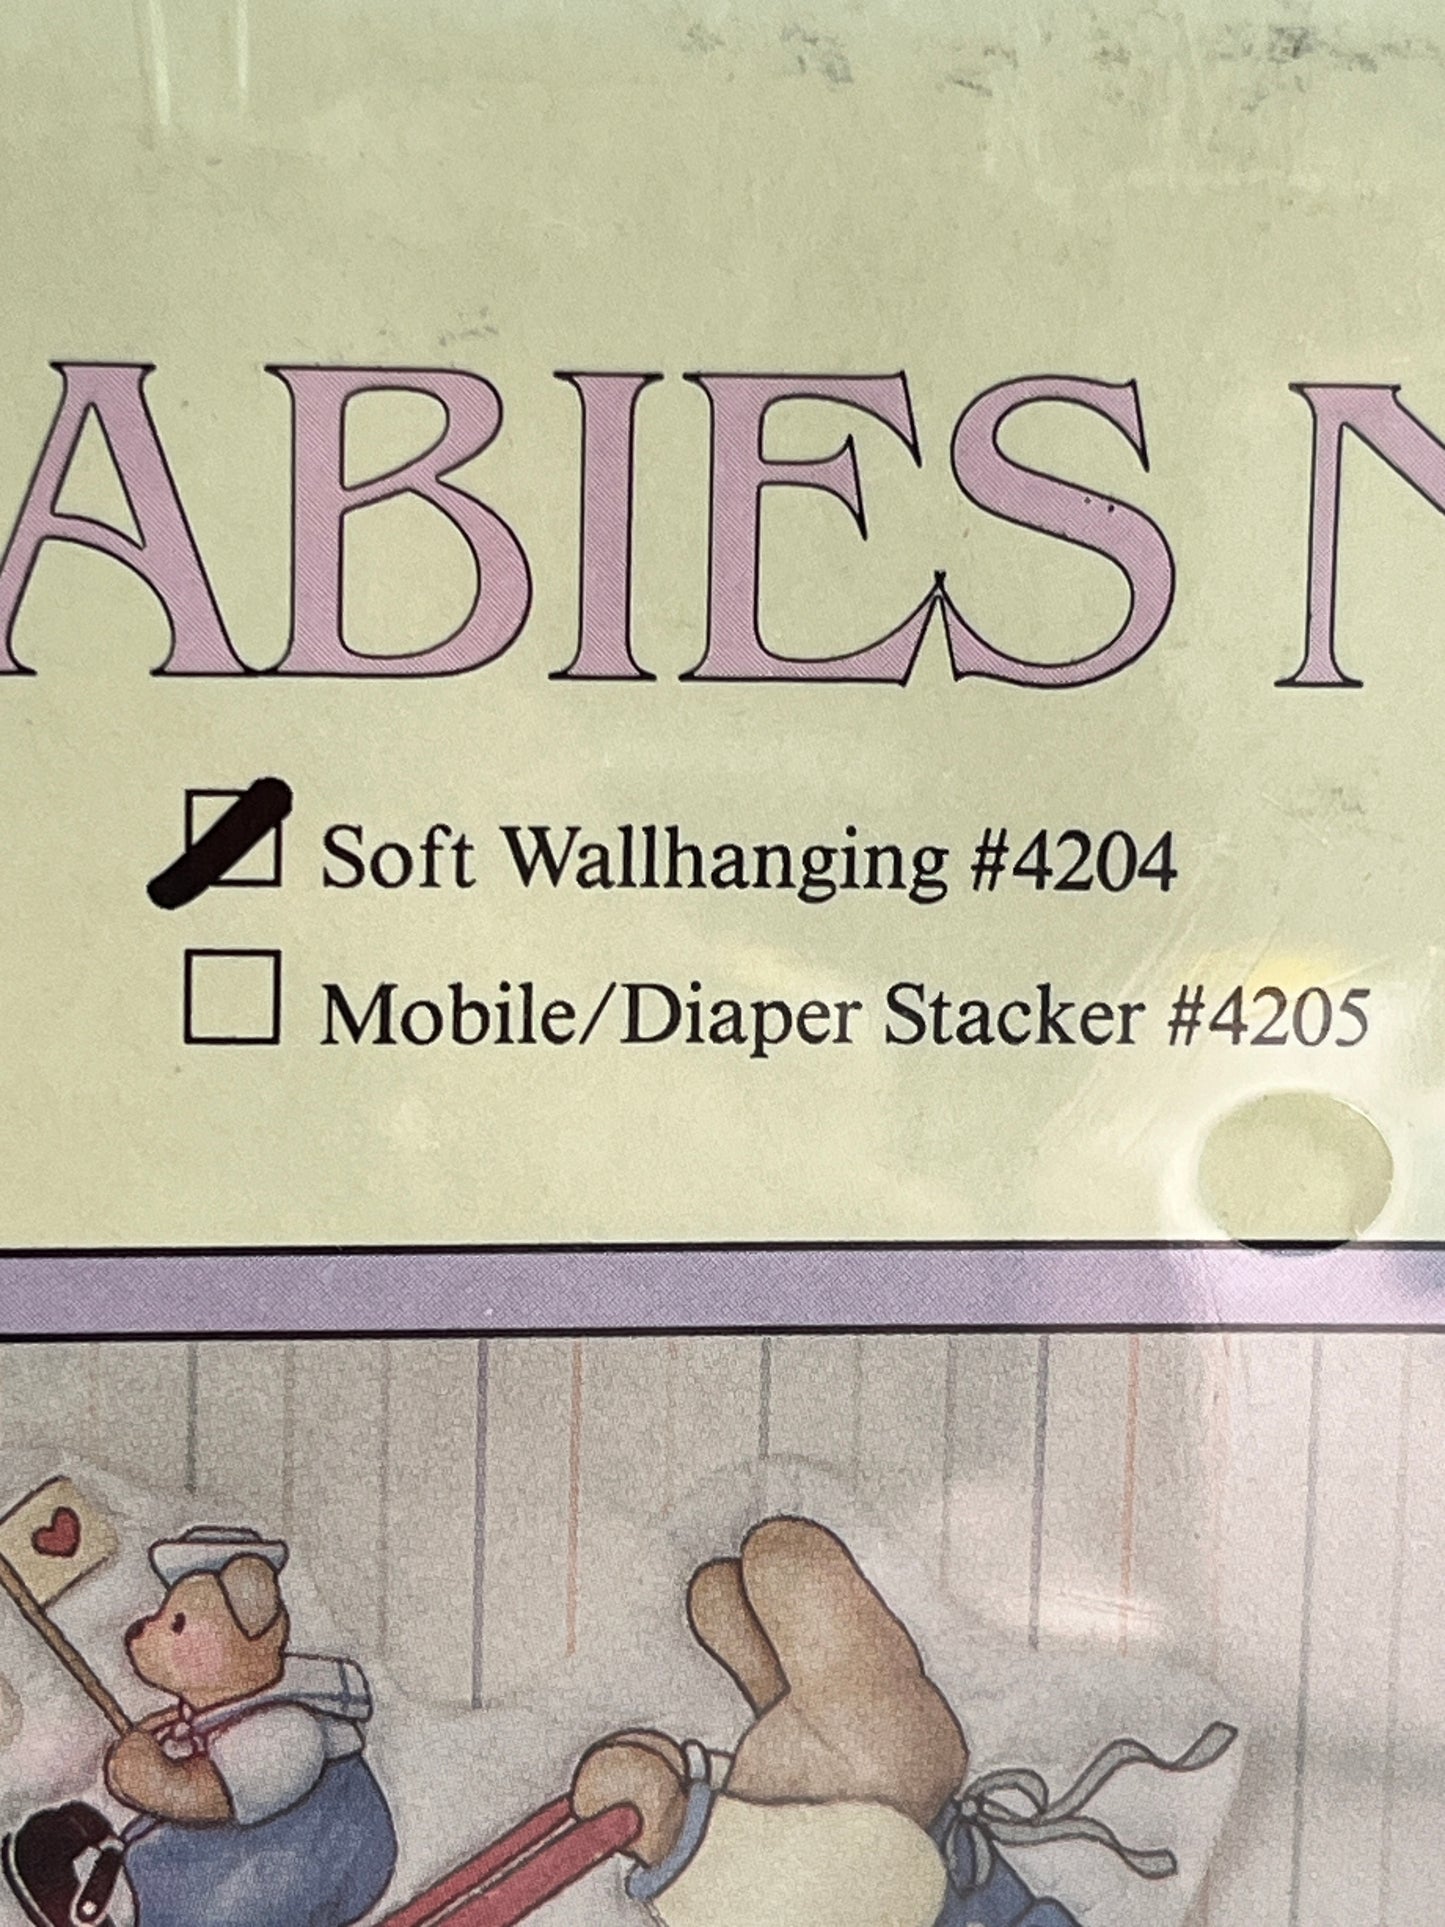 ABIES N
Soft Wallhanging #4204
Mobile/Diaper Stacker #4205